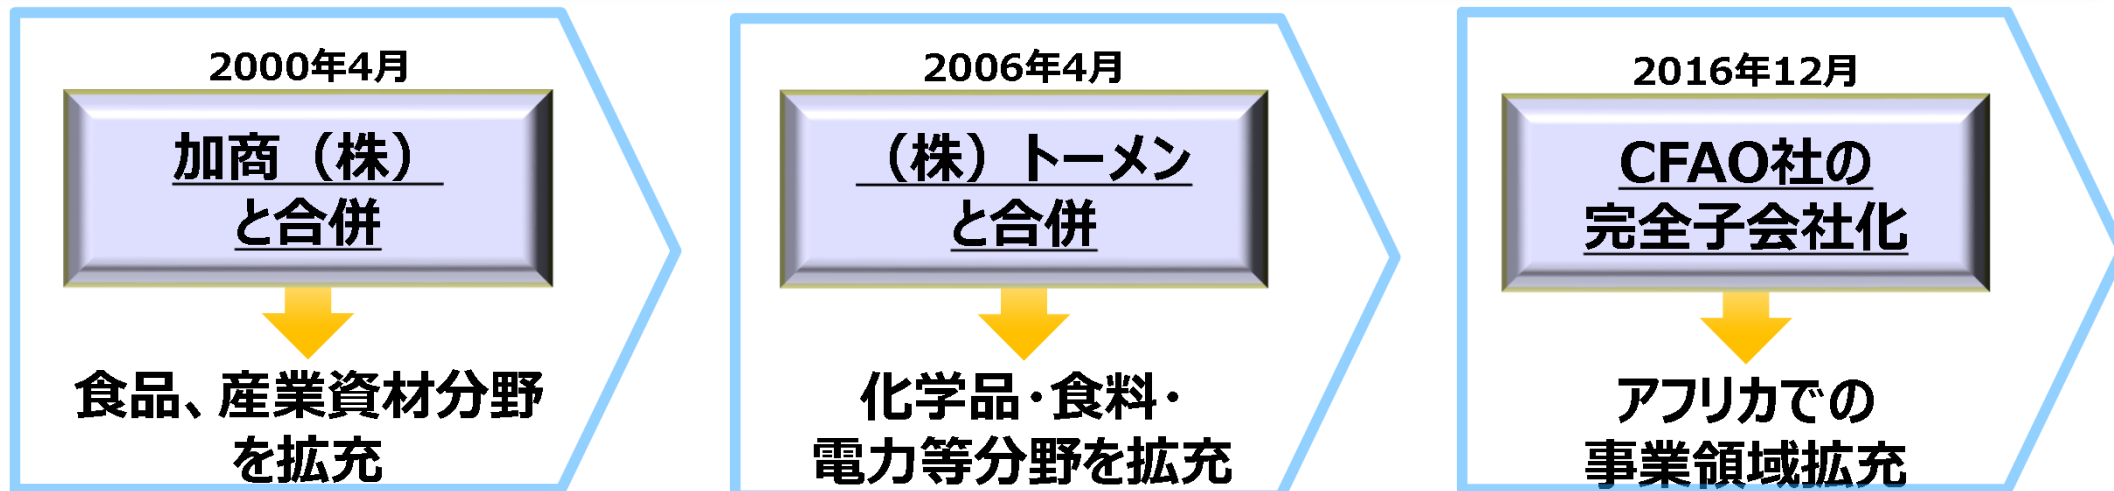 2000年4月
加商（株）
と合併
食品、産業資材分野
を拡充
2006年4月
（株）トーメン
と合併
化学品・食料・
電力等分野を拡充
2016年12月
CFAO社の
完全子会社化
アフリカでの
事業領域拡充